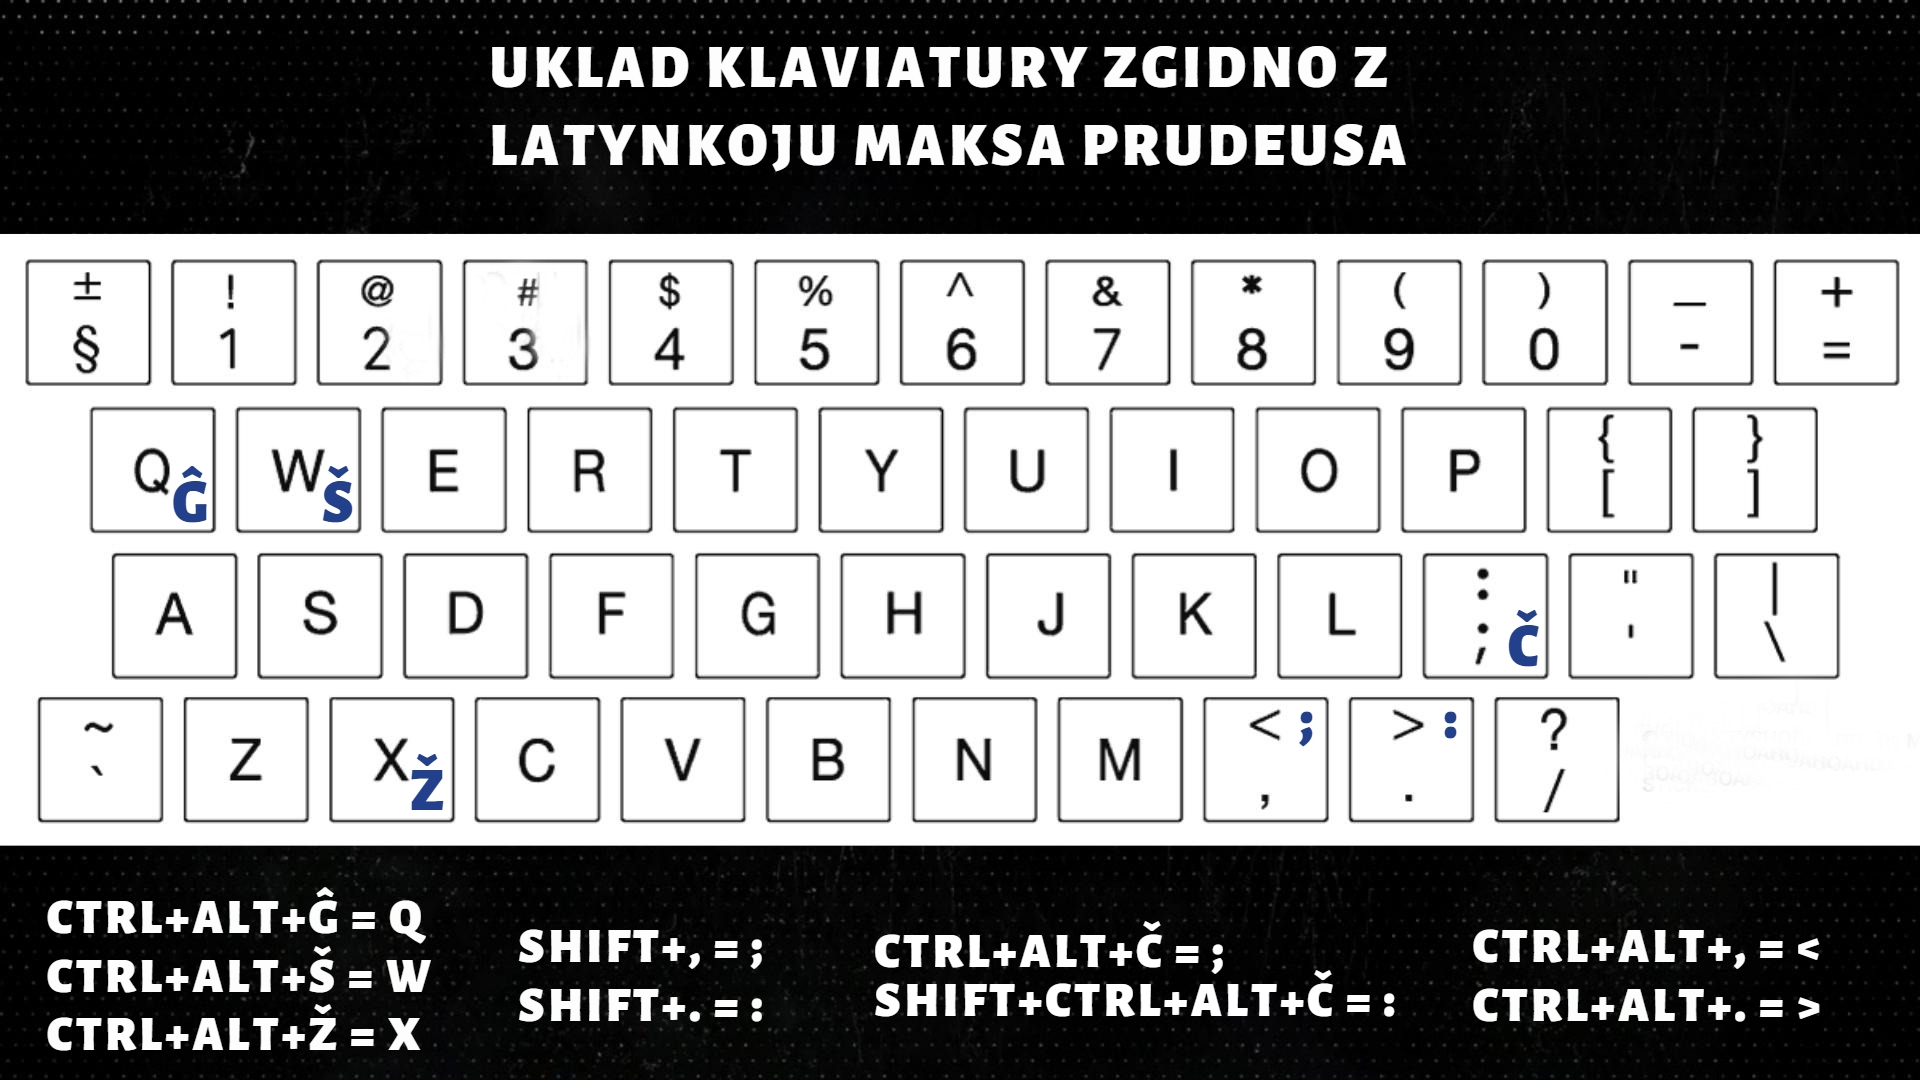 UKLAD KLAVIATURY ZGIDNO Z
LATYNKOJU MAKSA PRUDEUSA
± ! @ # $ % ^ & * ( ) _ +
§ 1 2 3 4 5 6 7 8 9 0 - =
Q Ĝ W Š E R T Y U I O P { [ } ]
A S D F G H J K L : ; Č " ' | \
~ ` Z X Ž C V B N M < ; , > : . ? /
CTRL+ALT+Ĝ = Q
CTRL+ALT+Š = W
CTRL+ALT+Ž = X
SHIFT+, = ;
SHIFT+. = :
CTRL+ALT+Č = ;
SHIFT+CTRL+ALT+Č = :
CTRL+ALT+, = <
CTRL+ALT+. = >